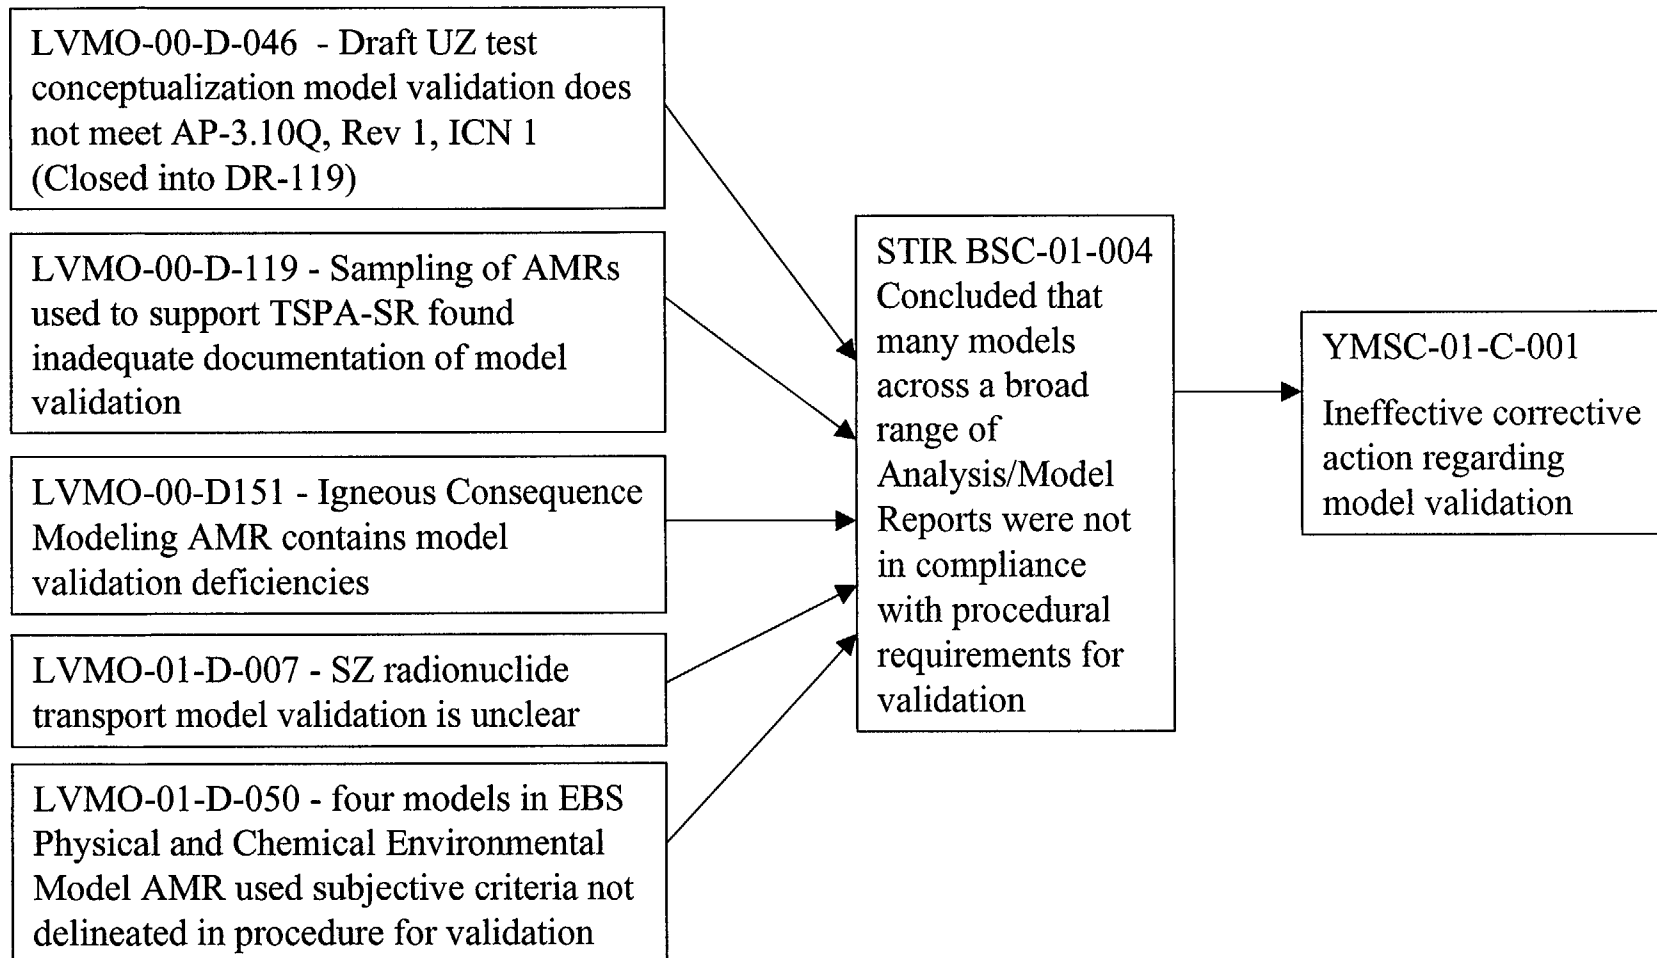 LVMO-00-D-046 - Draft UZ test
conceptualization model validation does
not meet AP-3.10Q, Rev 1, ICN 1
(Closed into DR-119)
LVMO-00-D-119 - Sampling of AMRs
used to support TSPA-SR found
inadequate documentation of model
validation
LVMO-00-D151 - Igneous Consequence
Modeling AMR contains model
validation deficiencies
LVMO-01-D-007 - SZ radionuclide
transport model validation is unclear
LVMO-01-D-050 - four models in EBS
Physical and Chemical Environmental
Model AMR used subjective criteria not
delineated in procedure for validation
STIR BSC-01-004
Concluded that
many models
across a broad
range of
Analysis/Model
Reports were not
in compliance
with procedural
requirements for
validation
YMSC-01-C-001
Ineffective corrective
action regarding
model validation